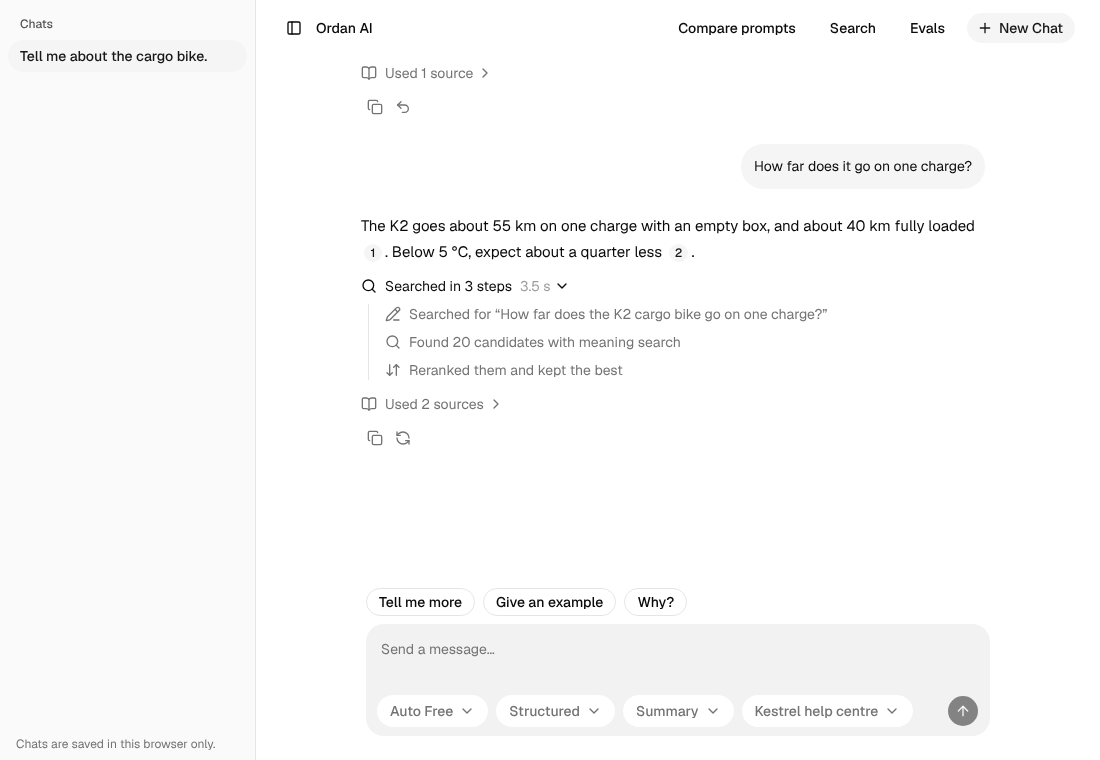 Chats
Tell me about the cargo bike.
Chats are saved in this browser only.
Ordan AI
Compare prompts
Search
Evals
New Chat
Used 1 source
How far does it go on one charge?
The K2 goes about 55 km on one charge with an empty box, and about 40 km fully loaded
1 . Below 5 °C, expect about a quarter less 2 .
Searched in 3 steps 3.5 s
Searched for “How far does the K2 cargo bike go on one charge?”
Found 20 candidates with meaning search
Reranked them and kept the best
Used 2 sources
Tell me more
Give an example
Why?
Send a message…
Auto Free
Structured
Summary
Kestrel help centre